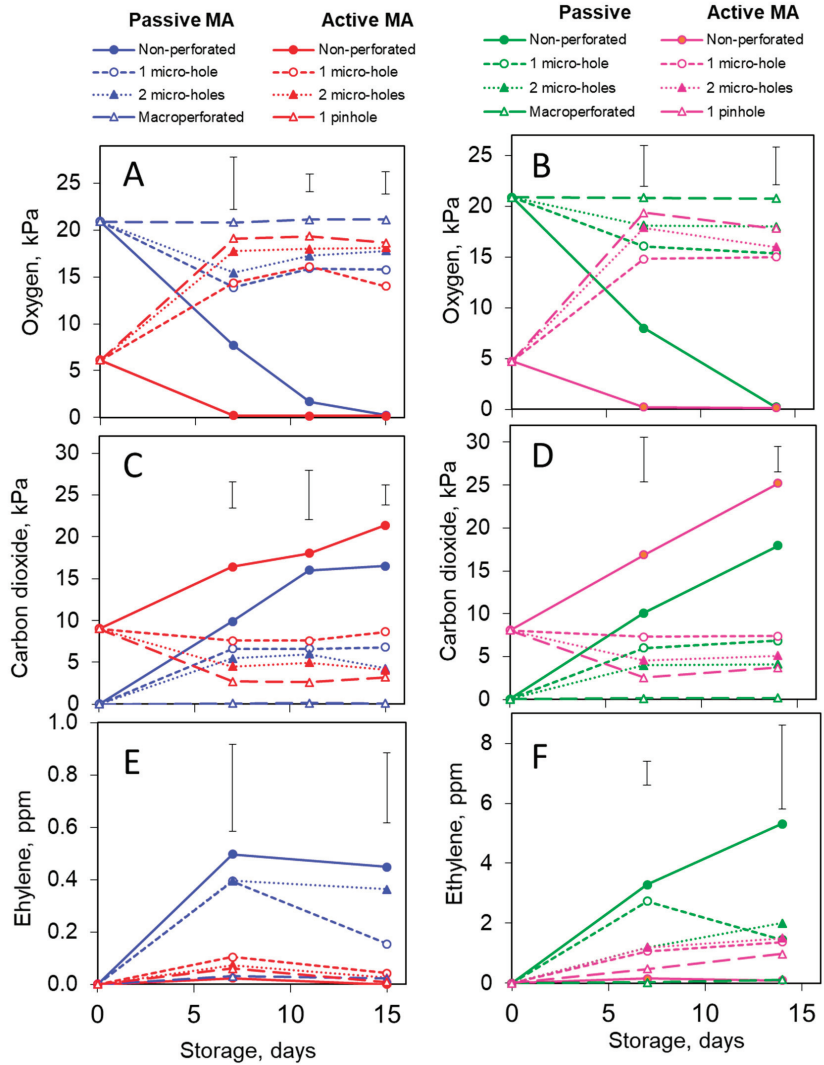 Passive MA Active MA
Non-perforated Non-perforated
1 micro-hole 1 micro-hole
2 micro-holes 2 micro-holes
Macroperforated 1 pinhole
Passive Active MA
Non-perforated Non-perforated
1 micro-hole 1 micro-hole
2 micro-holes 2 micro-holes
Macroperforated 1 pinhole
A
Oxygen, kPa
25
20
15
10
5
0
B
Oxygen, kPa
25
20
15
10
5
0
C
Carbon dioxide, kPa
30
25
20
15
10
5
0
D
Carbon dioxide, kPa
30
25
20
15
10
5
0
E
Ehylene, ppm
1.0
0.8
0.6
0.4
0.2
0
0 5 10 15
Storage, days
F
Ethylene, ppm
8
6
4
2
0
0 5 10 15
Storage, days